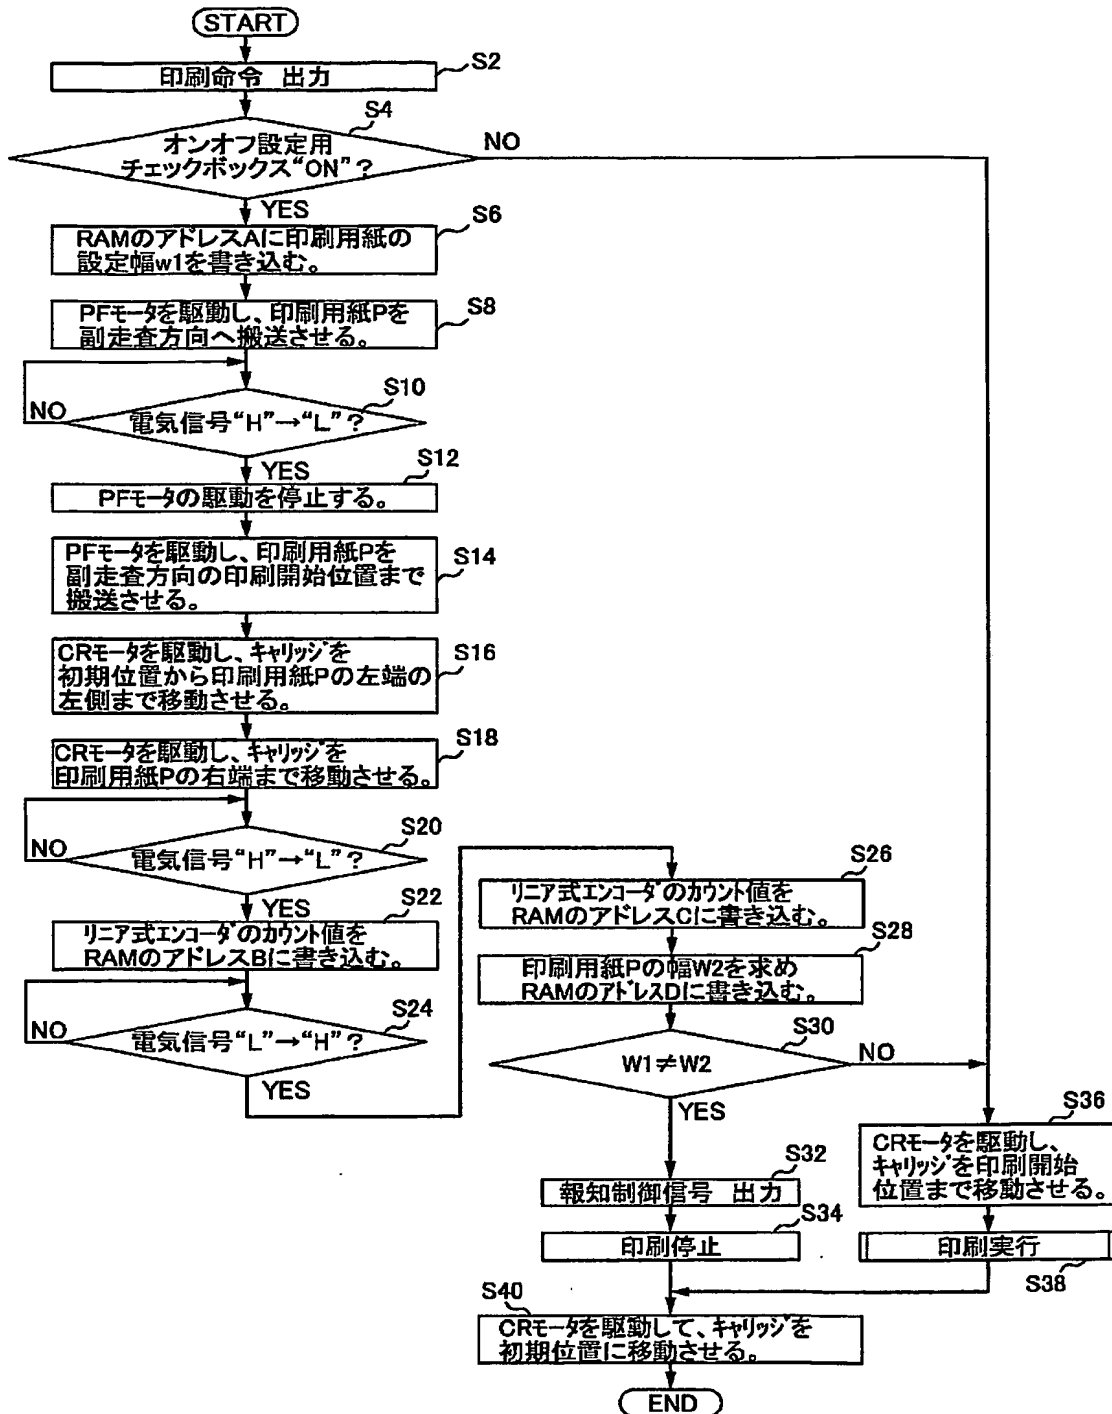 START
S2
印刷命令 出力
S4
オンオフ設定用
チェックボックス“ON”?
NO
YES
S6
RAMのアドレスAに印刷用紙の
設定幅w1を書き込む。
S8
PFモータを駆動し、印刷用紙Pを
副走査方向へ搬送させる。
S10
NO
電気信号“H”→“L”?
YES
S12
PFモータの駆動を停止する。
S14
PFモータを駆動し、印刷用紙Pを
副走査方向の印刷開始位置まで
搬送させる。
S16
CRモータを駆動し、キャリッジを
初期位置から印刷用紙Pの左端の
左側まで移動させる。
S18
CRモータを駆動し、キャリッジを
印刷用紙Pの右端まで移動させる。
S20
NO
電気信号“H”→“L”?
YES
S22
リニア式エンコーダのカウント値を
RAMのアドレスBに書き込む。
S24
NO
電気信号“L”→“H”?
YES
S26
リニア式エンコーダのカウント値を
RAMのアドレスCに書き込む。
S28
印刷用紙Pの幅W2を求め
RAMのアドレスDに書き込む。
S30
W1≠W2
NO
YES
S32
報知制御信号 出力
S34
印刷停止
S36
CRモータを駆動し、
キャリッジを印刷開始
位置まで移動させる。
印刷実行
S38
S40
CRモータを駆動して、キャリッジを
初期位置に移動させる。
END